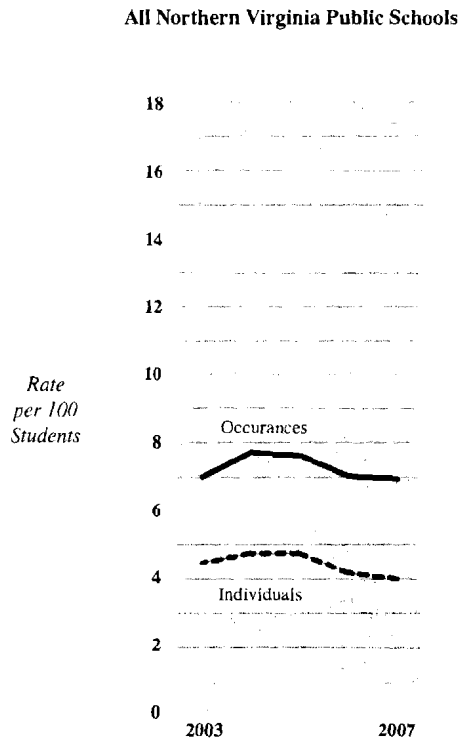 All Northern Virginia Public Schools
18
16
14
12
10
Rate
per 100
Students
Occurances
8
6
4
Individuals
2
0
2003 2007